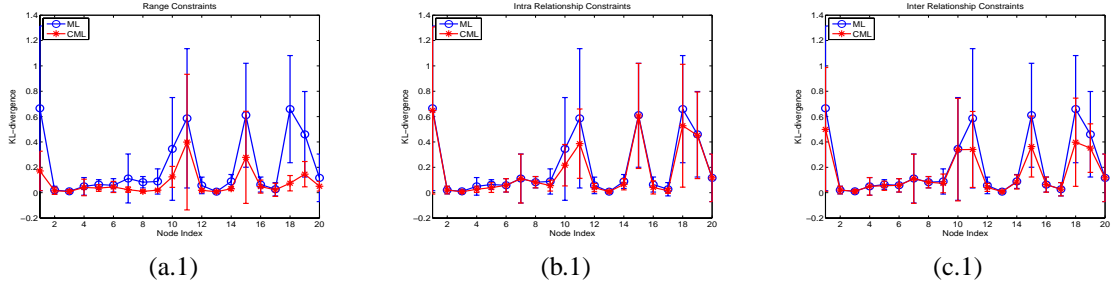 Range Constraints
ML
CML
KL–divergence
1.4
1.2
1
0.8
0.6
0.4
0.2
0
−0.2
2 4 6 8 10 12 14 16 18 20
Node Index
(a.1)
Intra Relationship Constraints
ML
CML
KL–divergence
1.4
1.2
1
0.8
0.6
0.4
0.2
0
−0.2
2 4 6 8 10 12 14 16 18 20
Node Index
(b.1)
Inter Relationship Constraints
ML
CML
KL–divergence
1.4
1.2
1
0.8
0.6
0.4
0.2
0
−0.2
2 4 6 8 10 12 14 16 18 20
Node Index
(c.1)